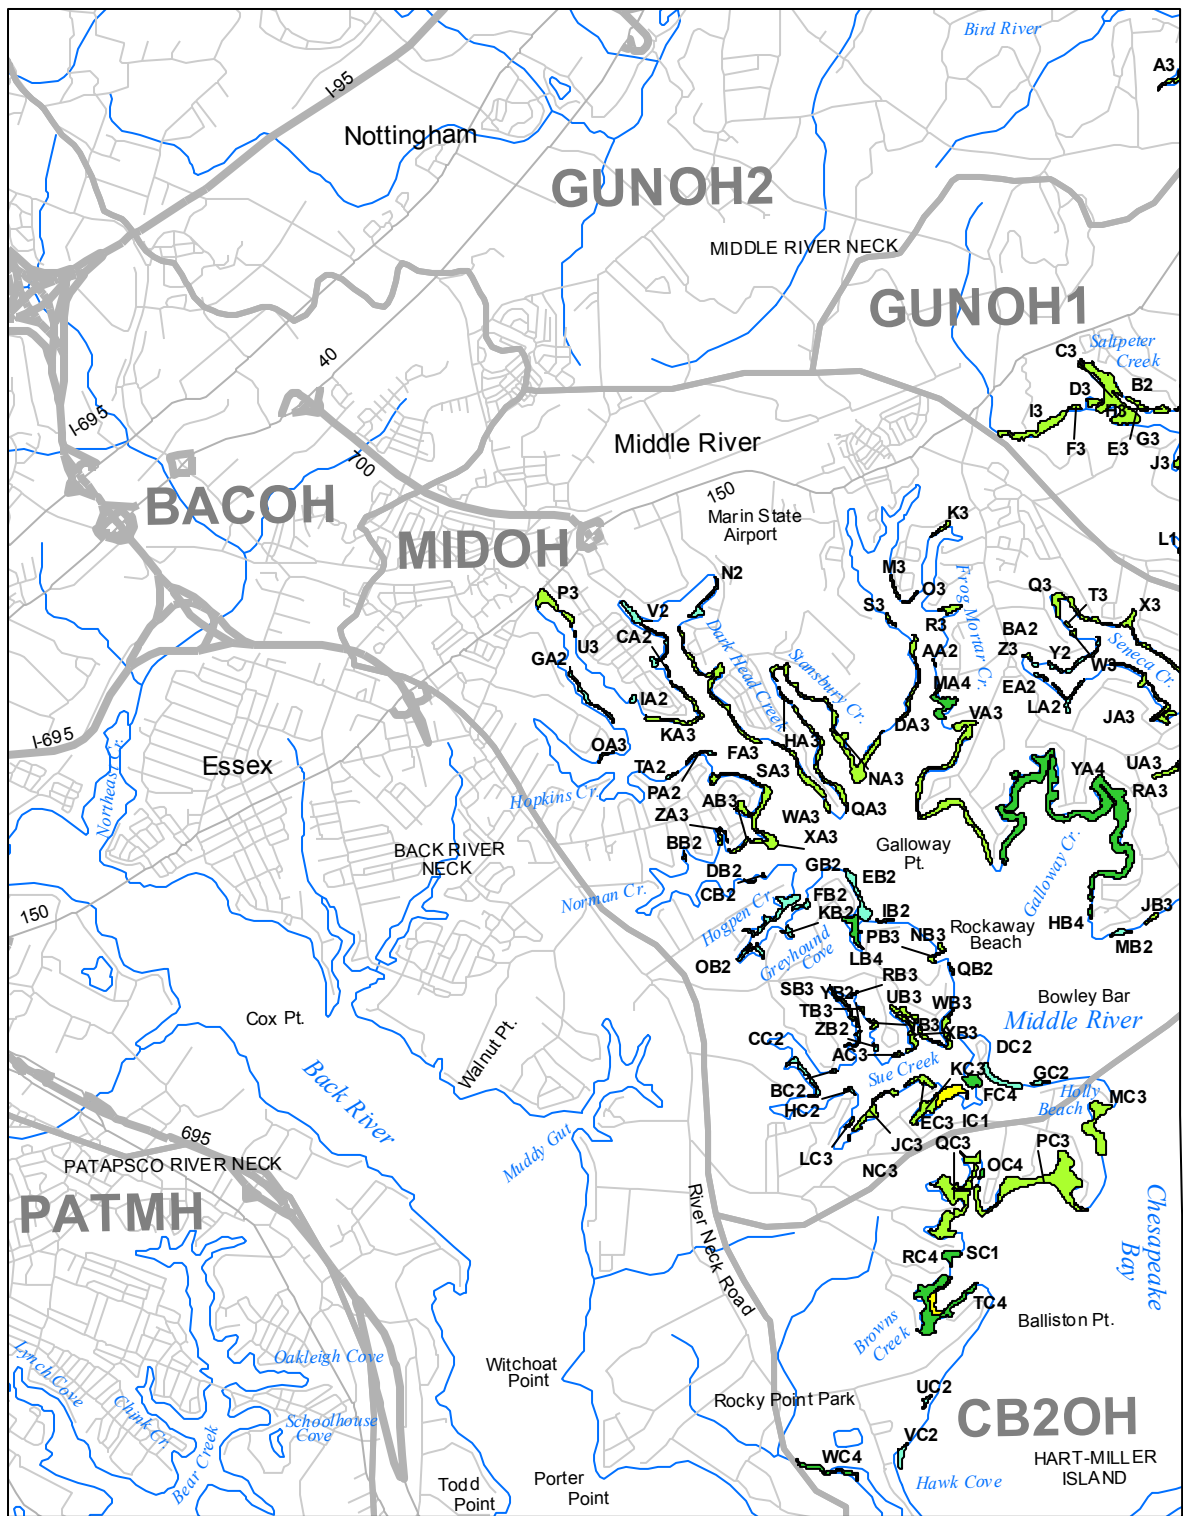 Bird River
A3
I-95
Nottingham
GUNOH2
MIDDLE RIVER NECK
GUNOH1
Saltpeter
Creek
C3
40
D3
B2
H3
I3
G3
F3
E3
I-695
Middle River
J3
700
150
BACOH
Marin State
Airport
K3
MIDOH
L1
N2
M3
Frog Mortar Cr.
P3
O3
Q3
T3
X3
V2
S3
R3
BA2
CA2
Dark Head Creek
U3
Stansbury Cr.
AA2
Z3
Y2
Seneca Cr.
GA2
W3
MA4
EA2
IA2
LA2
VA3
JA3
KA3
DA3
I-695
HA3
OA3
FA3
Northeast Cr.
Essex
TA2
SA3
NA3
YA4
UA3
PA2
RA3
Hopkins Cr.
AB3
ZA3
WA3
QA3
XA3
BB2
Galloway
Pt.
BACK RIVER
NECK
GB2
DB2
EB2
Galloway Cr.
Norman Cr.
CB2
FB2
150
Hogpen Cr.
KB2
IB2
JB3
HB4
Rockaway
Beach
PB3
NB3
Greyhound
Cove
MB2
LB4
OB2
QB2
RB3
SB3
YB2
UB3
Bowley Bar
WB3
TB3
Cox Pt.
Middle River
ZB2
XB3
CC2
AC3
DC2
Walnut Pt.
Sue Creek
KC3
GC2
Back River
BC2
FC4
Holly
Beach
MC3
HC2
EC3
IC1
695
JC3
QC3
PC3
LC3
Muddy Gut
PATAPSCO RIVER NECK
NC3
OC4
PATMH
River Neck Road
Chesapeake
Bay
RC4
SC1
TC4
Balliston Pt.
Browns
Creek
Lynch Cove
Oakleigh Cove
Witchoat
Point
UC2
Rocky Point Park
Chink Cr.
Schoolhouse
Cove
CB2OH
VC2
Bear Creek
WC4
HART-MILLER
ISLAND
Todd
Point
Porter
Point
Hawk Cove